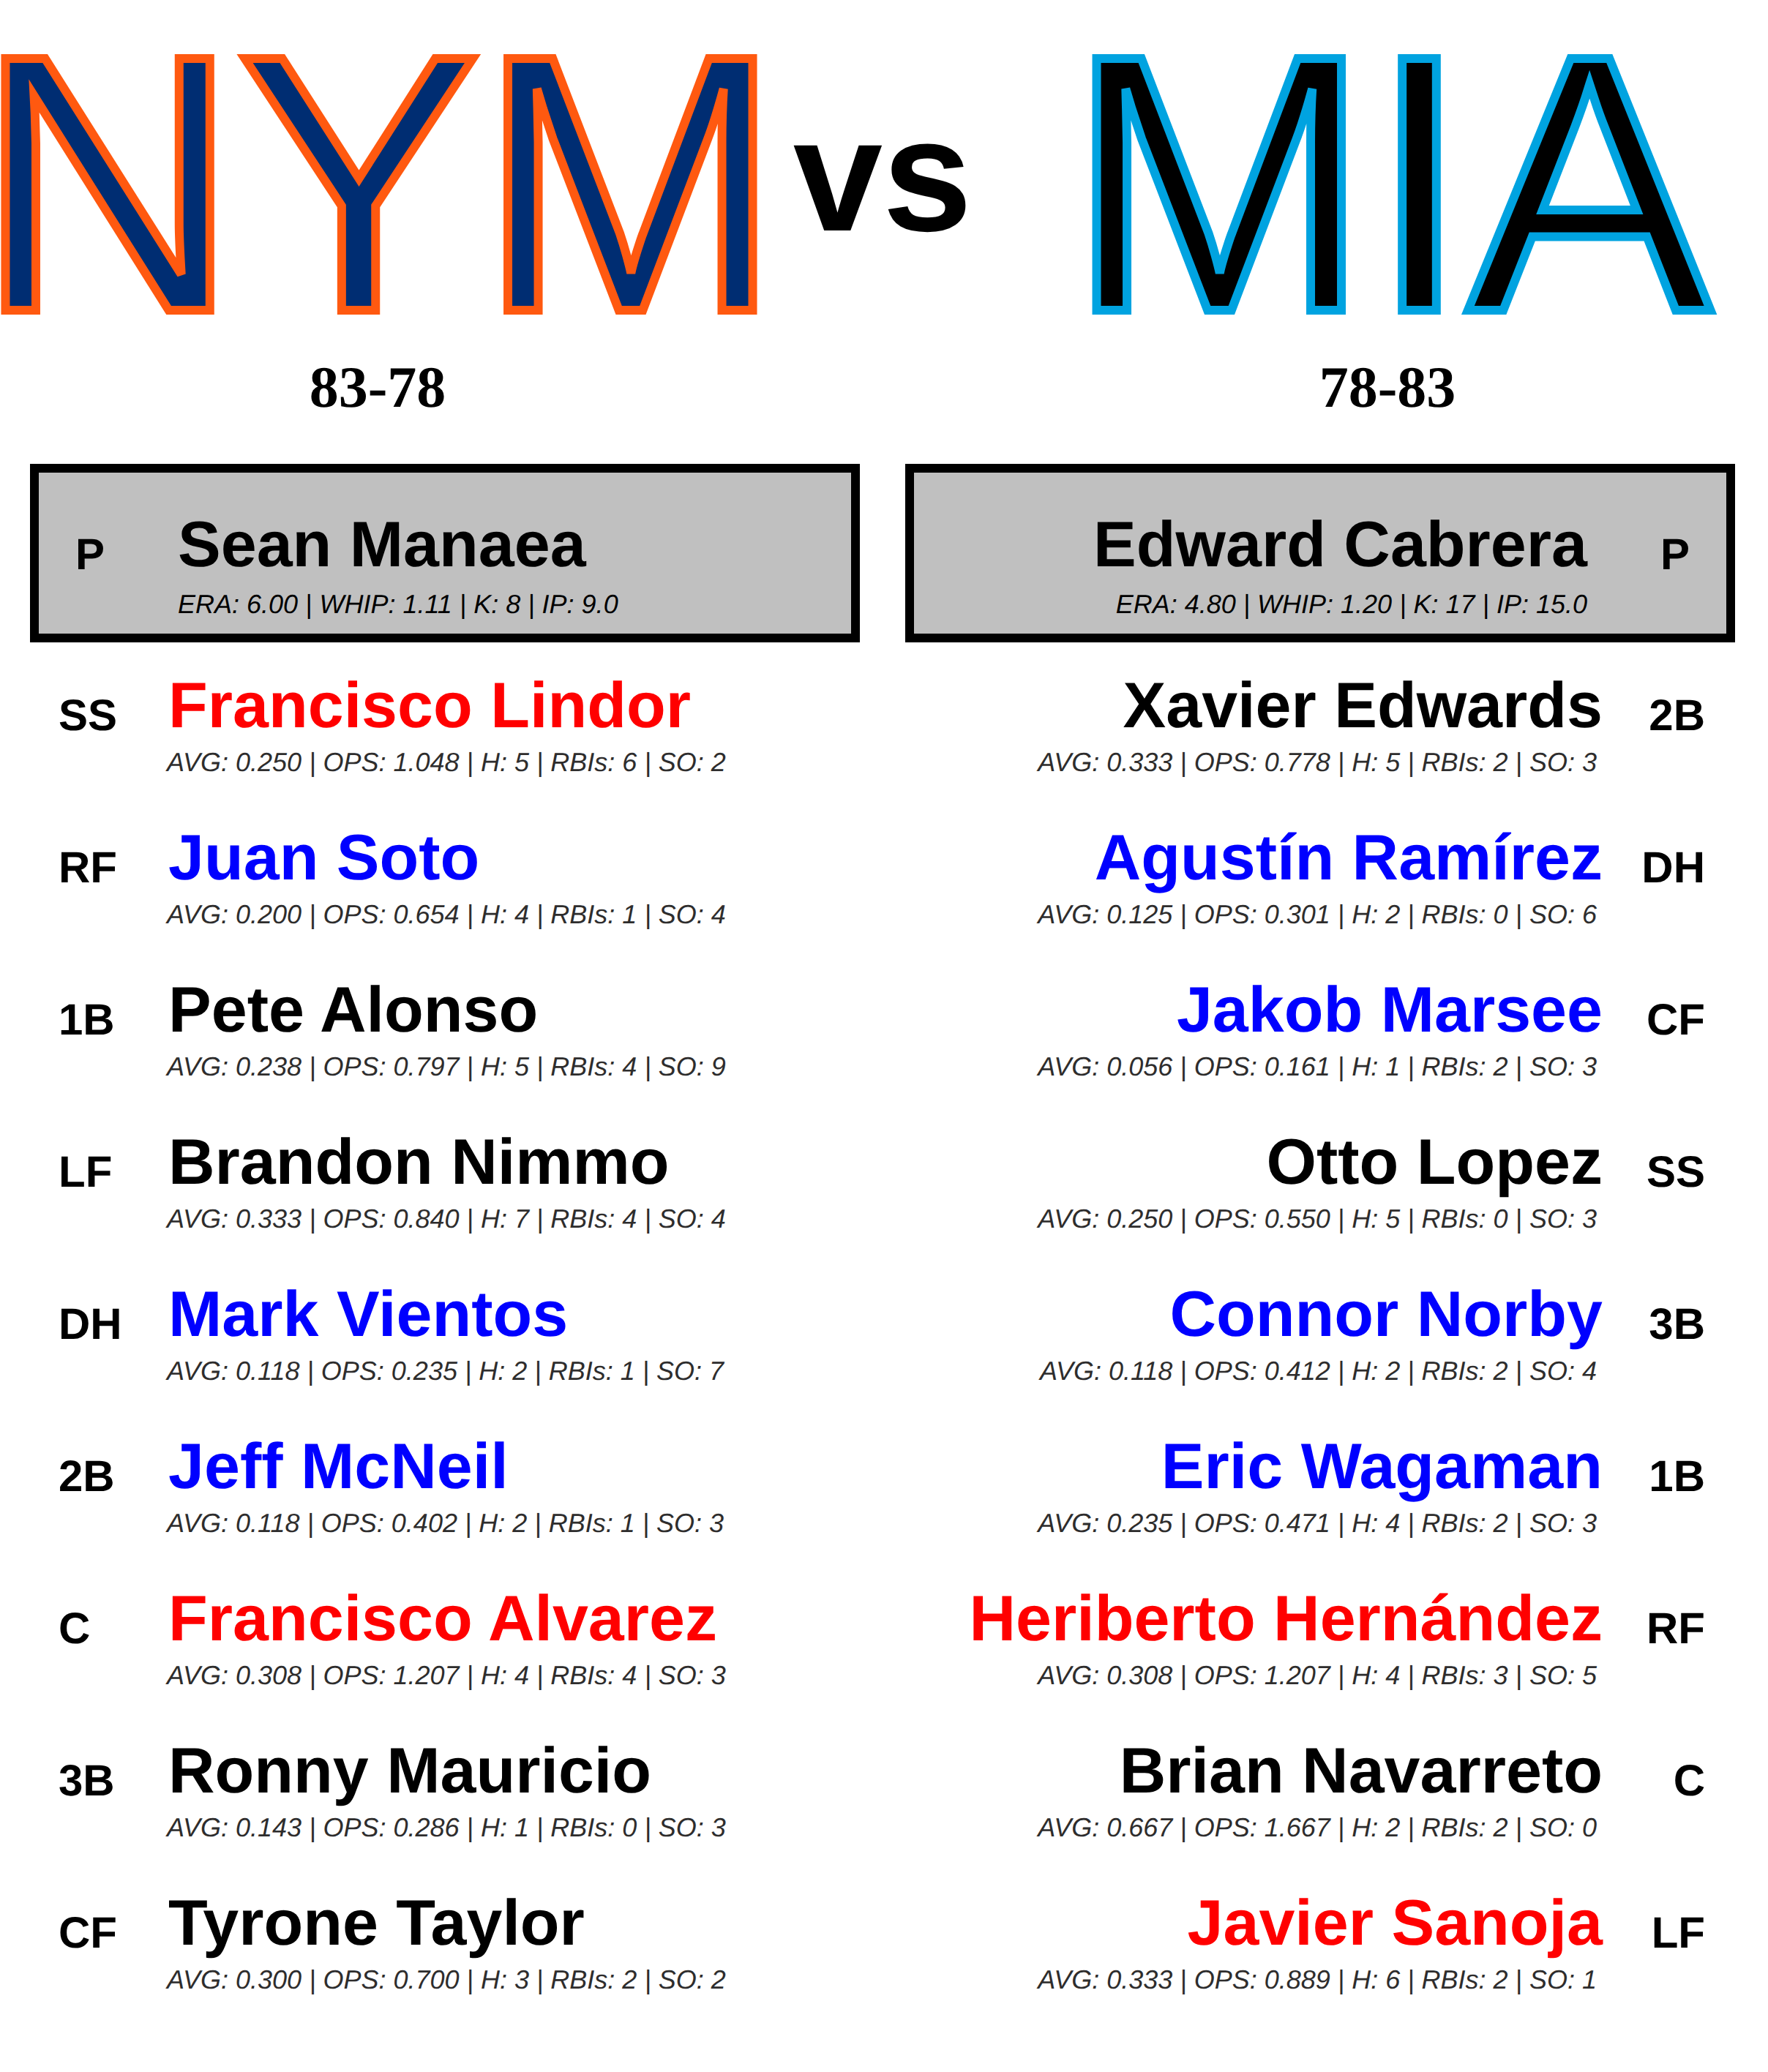 NYM vs MIA
83-78 78-83
P Sean Manaea
ERA: 6.00 | WHIP: 1.11 | K: 8 | IP: 9.0
Edward Cabrera P
ERA: 4.80 | WHIP: 1.20 | K: 17 | IP: 15.0
SS Francisco Lindor
AVG: 0.250 | OPS: 1.048 | H: 5 | RBIs: 6 | SO: 2
RF Juan Soto
AVG: 0.200 | OPS: 0.654 | H: 4 | RBIs: 1 | SO: 4
1B Pete Alonso
AVG: 0.238 | OPS: 0.797 | H: 5 | RBIs: 4 | SO: 9
LF Brandon Nimmo
AVG: 0.333 | OPS: 0.840 | H: 7 | RBIs: 4 | SO: 4
DH Mark Vientos
AVG: 0.118 | OPS: 0.235 | H: 2 | RBIs: 1 | SO: 7
2B Jeff McNeil
AVG: 0.118 | OPS: 0.402 | H: 2 | RBIs: 1 | SO: 3
C Francisco Alvarez
AVG: 0.308 | OPS: 1.207 | H: 4 | RBIs: 4 | SO: 3
3B Ronny Mauricio
AVG: 0.143 | OPS: 0.286 | H: 1 | RBIs: 0 | SO: 3
CF Tyrone Taylor
AVG: 0.300 | OPS: 0.700 | H: 3 | RBIs: 2 | SO: 2
Xavier Edwards 2B
AVG: 0.333 | OPS: 0.778 | H: 5 | RBIs: 2 | SO: 3
Agustín Ramírez DH
AVG: 0.125 | OPS: 0.301 | H: 2 | RBIs: 0 | SO: 6
Jakob Marsee CF
AVG: 0.056 | OPS: 0.161 | H: 1 | RBIs: 2 | SO: 3
Otto Lopez SS
AVG: 0.250 | OPS: 0.550 | H: 5 | RBIs: 0 | SO: 3
Connor Norby 3B
AVG: 0.118 | OPS: 0.412 | H: 2 | RBIs: 2 | SO: 4
Eric Wagaman 1B
AVG: 0.235 | OPS: 0.471 | H: 4 | RBIs: 2 | SO: 3
Heriberto Hernández RF
AVG: 0.308 | OPS: 1.207 | H: 4 | RBIs: 3 | SO: 5
Brian Navarreto C
AVG: 0.667 | OPS: 1.667 | H: 2 | RBIs: 2 | SO: 0
Javier Sanoja LF
AVG: 0.333 | OPS: 0.889 | H: 6 | RBIs: 2 | SO: 1